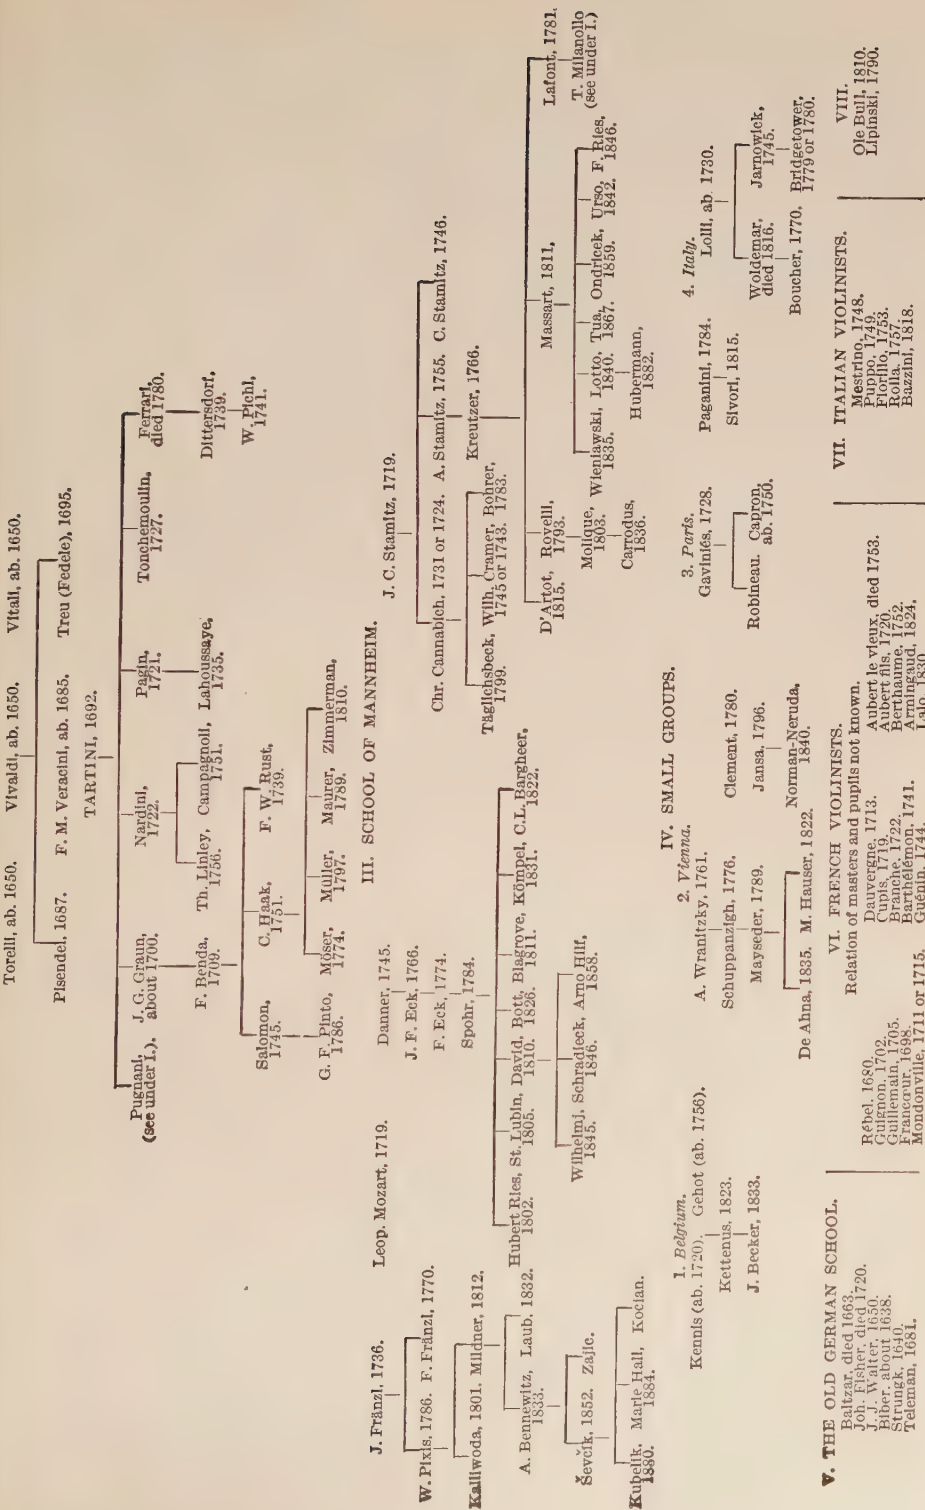 Torelli, ab. 1650. Vivaldi, ab. 1650. Vitali, ab. 1650.
Pisendel, 1687. F. M. Veracini, ab. 1685. Treu (Fedele), 1695.
TARTINI, 1692.
Pugnani, J. G. Graun, Nardini, Pagin, Tonchemoulin, Ferrari,
(see under I.). about 1700. 1722. 1721. 1727. died 1780.
F. Benda, Th. Linley, Campagnoli, Lahoussaye, Dittersdorf,
1709. 1756. 1751. 1735. 1739.
W. Pichl,
1741.
Salomon, C. Haak, F. W. Rust,
1745. 1751. 1739.
G. F. Pinto, Möser, Müller, Maurer, Zimmerman,
1786. 1774. 1797. 1789. 1810.
III. SCHOOL OF MANNHEIM.
J. Fränzl, 1736. Leop. Mozart, 1719. Danner, 1745. J. C. Stamitz, 1719.
J. F. Eck, 1766.
W. Pixis, 1786. F. Fränzl, 1770. F. Eck, 1774. Chr. Cannabich, 1731 or 1724. A. Stamitz, 1755. C. Stamitz, 1746.
Spohr, 1784. Kreutzer, 1766.
Kalliwoda, 1801. Mildner, 1812. Täglichsbeck, Wilh. Cramer, Bohrer,
1799. 1745 or 1743. 1783.
A. Bennewitz, Laub, 1832. Hubert Ries, St. Lubin, David, Bott, Blagrove, Kömpel, C. L. Bargheer,
1833. 1802. 1805. 1810. 1826. 1811. 1831. 1822.
D'Artot, Rovelli, Massart, 1811, Lafont, 1781.
1815. 1793.
T. Milanollo
(see under I.)
Ševčik, 1852. Zajic. Wilhelmj, Schradieck, Arno Hilf,
1845. 1846. 1858.
Molique, Wieniawski, Lotto, Tua, Ondricek, Urso, F. Ries,
1803. 1835. 1840. 1867. 1859. 1842. 1846.
Kubelik, Marie Hall, Kocian. Carrodus, Hubermann,
1880. 1884. 1836. 1882.
IV. SMALL GROUPS.
1. Belgium. 2. Vienna. 3. Paris. 4. Italy.
Kennis (ab. 1720). Gehot (ab. 1756). A. Wranitzky, 1761. Gaviniés, 1728. Paganini, 1784. Lolli, ab. 1730.
Kettenus, 1823. Schuppanzigh, 1776. Clement, 1780. Sivori, 1815.
J. Becker, 1833. Mayseder, 1789. Jansa, 1796. Robineau. Capron, Woldemar, Jarnowick,
ab. 1750. died 1816. 1745.
De Ahna, 1835. M. Hauser, 1822. Norman-Neruda, Boucher, 1770. Bridgetower,
1840. 1779 or 1780.
V. THE OLD GERMAN SCHOOL.
Baltzar, died 1663.
Joh. Fisher, died 1720.
J. J. Walter, 1650.
Biber, about 1638.
Strungk, 1640.
Teleman, 1681.
VI. FRENCH VIOLINISTS.
Relation of masters and pupils not known.
Rébel, 1680. Dauvergne, 1713. Aubert le vieux, died 1753.
Guignon, 1702. Cupis, 1719. Aubert fils, 1720.
Guillemain, 1705. Branche, 1722. Berthaume, 1752.
Francœur, 1698. Barthélemon, 1741. Armingaud, 1824.
Mondonville, 1711 or 1715. Guénin, 1744. Lalo, 1830.
VII. ITALIAN VIOLINISTS.
Mestrino, 1748.
Puppo, 1749.
Fiorillo, 1753.
Rolla, 1757.
Bazzini, 1818.
VIII.
Ole Bull, 1810.
Lipinski, 1790.